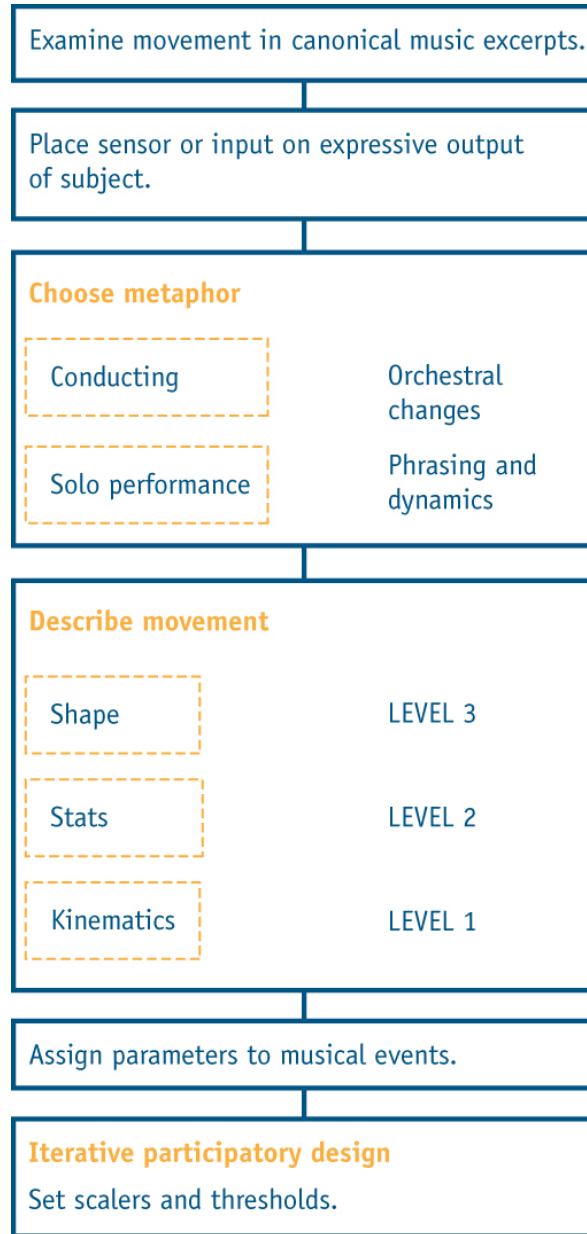 Examine movement in canonical music excerpts.
Place sensor or input on expressive output
of subject.
Choose metaphor
Conducting
Orchestral
changes
Solo performance
Phrasing and
dynamics
Describe movement
Shape
LEVEL 3
Stats
LEVEL 2
Kinematics
LEVEL 1
Assign parameters to musical events.
Iterative participatory design
Set scalers and thresholds.